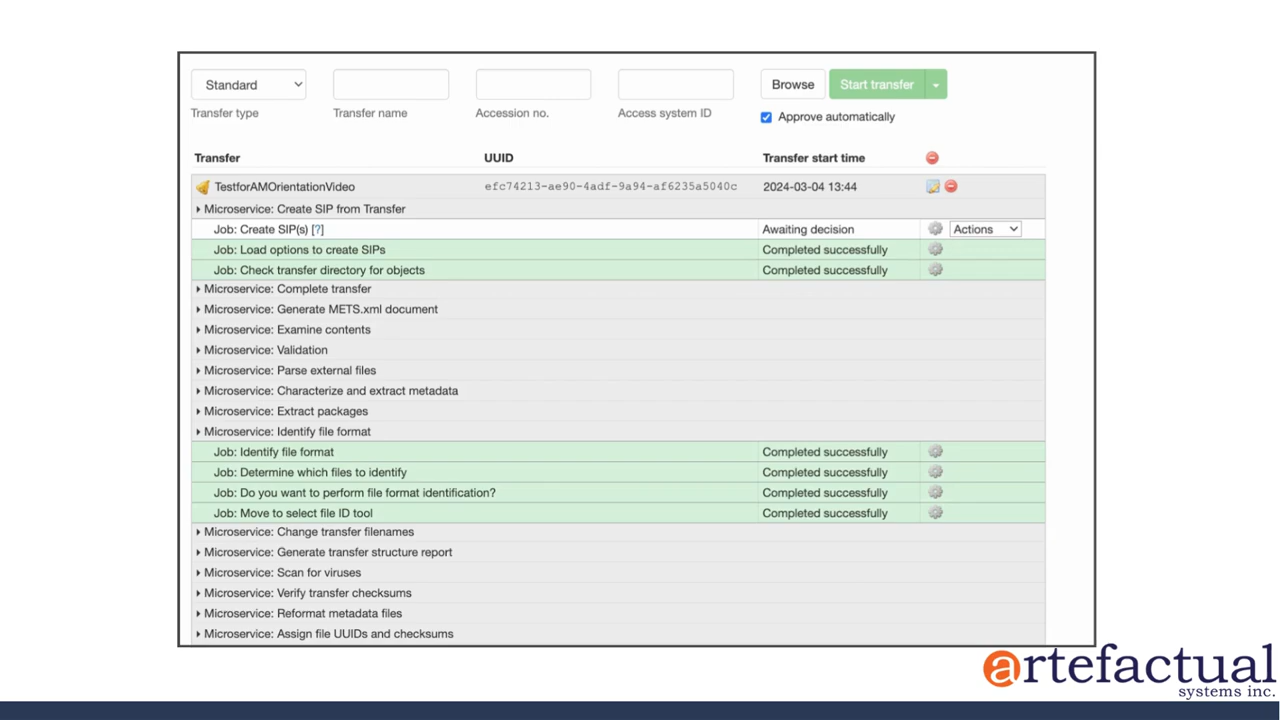 Standard
Transfer type
Transfer name
Accession no.
Access system ID
Browse
Start transfer
Approve automatically
Transfer UUID Transfer start time
TestforAMOrientationVideo efc74213-ae90-4adf-9a94-af6235a5040c 2024-03-04 13:44
Microservice: Create SIP from Transfer
Job: Create SIP(s) [?] Awaiting decision Actions
Job: Load options to create SIPs Completed successfully
Job: Check transfer directory for objects Completed successfully
Microservice: Complete transfer
Microservice: Generate METS.xml document
Microservice: Examine contents
Microservice: Validation
Microservice: Parse external files
Microservice: Characterize and extract metadata
Microservice: Extract packages
Microservice: Identify file format
Job: Identify file format Completed successfully
Job: Determine which files to identify Completed successfully
Job: Do you want to perform file format identification? Completed successfully
Job: Move to select file ID tool Completed successfully
Microservice: Change transfer filenames
Microservice: Generate transfer structure report
Microservice: Scan for viruses
Microservice: Verify transfer checksums
Microservice: Reformat metadata files
Microservice: Assign file UUIDs and checksums
artefactual
systems inc.